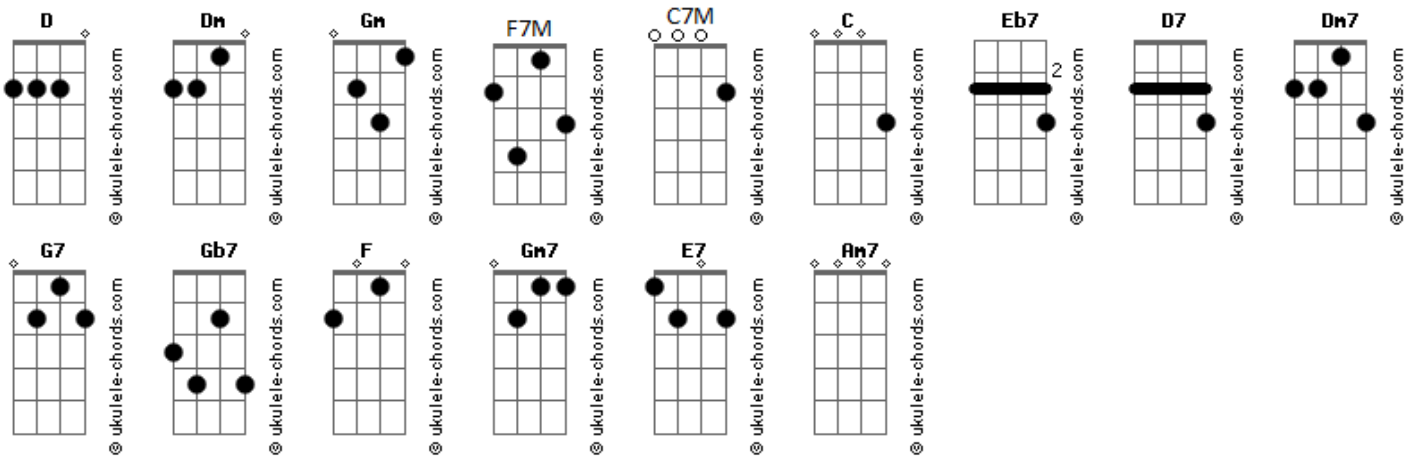 D Dm Gm F7M C7M C Eb7 D7 Dm7
2
© ukulele-chords.com © ukulele-chords.com © ukulele-chords.com © ukulele-chords.com © ukulele-chords.com © ukulele-chords.com © ukulele-chords.com © ukulele-chords.com © ukulele-chords.com
G7 Gb7 F Gm7 E7 Am7
© ukulele-chords.com © ukulele-chords.com © ukulele-chords.com © ukulele-chords.com © ukulele-chords.com © ukulele-chords.com